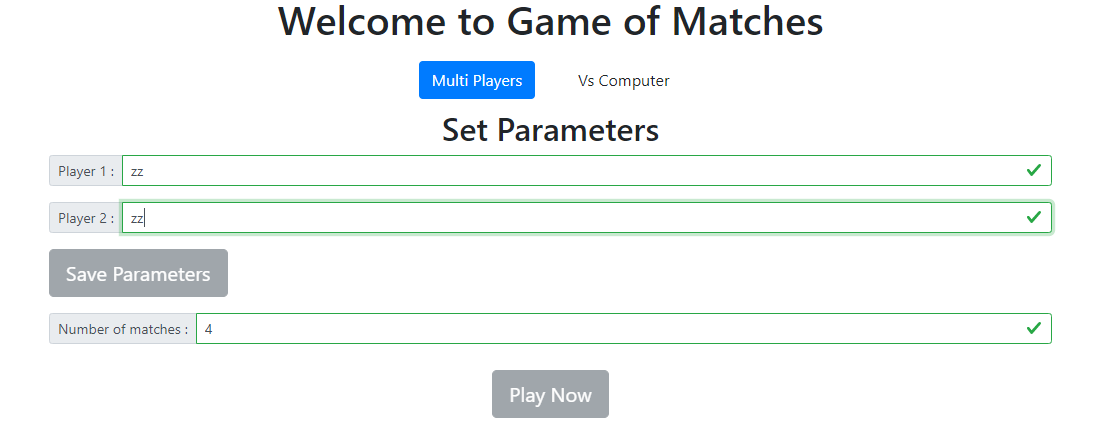 Welcome to Game of Matches
Multi Players Vs Computer
Set Parameters
Player 1 : zz
Player 2 : zz
Save Parameters
Number of matches : 4
Play Now